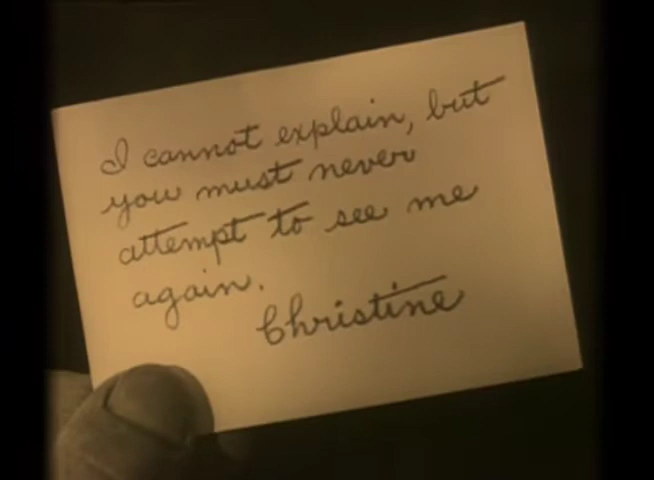 I cannot explain, but
you must never
attempt to see me
again.
Christine